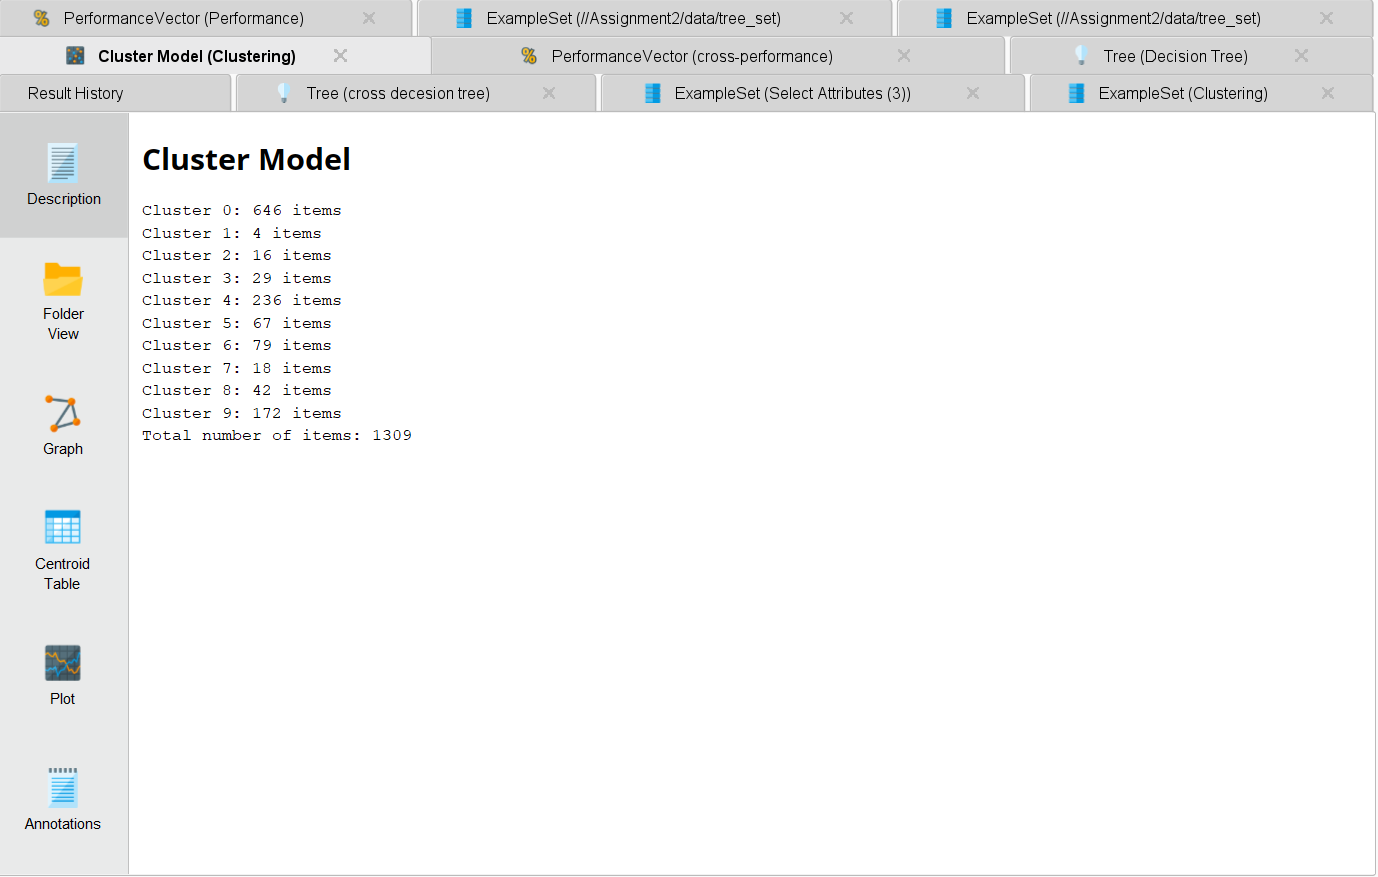 PerformanceVector (Performance)
ExampleSet (//Assignment2/data/tree_set)
ExampleSet (//Assignment2/data/tree_set)
Cluster Model (Clustering)
PerformanceVector (cross-performance)
Tree (Decision Tree)
Result History
Tree (cross decesion tree)
ExampleSet (Select Attributes (3))
ExampleSet (Clustering)
Description
Folder
View
Graph
Centroid
Table
Plot
Annotations
Cluster Model
Cluster 0: 646 items
Cluster 1: 4 items
Cluster 2: 16 items
Cluster 3: 29 items
Cluster 4: 236 items
Cluster 5: 67 items
Cluster 6: 79 items
Cluster 7: 18 items
Cluster 8: 42 items
Cluster 9: 172 items
Total number of items: 1309